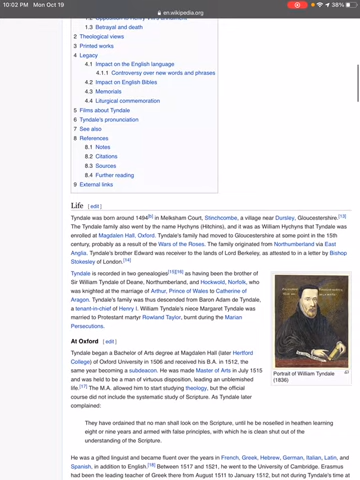 10:02 PM Mon Oct 19
en.wikipedia.org
1.3 Betrayal and death
2 Theological views
3 Printed works
4 Legacy
4.1 Impact on the English language
4.1.1 Controversy over new words and phrases
4.2 Impact on English Bibles
4.3 Memorials
4.4 Liturgical commemoration
5 Films about Tyndale
6 Tyndale's pronunciation
7 See also
8 References
8.1 Notes
8.2 Citations
8.3 Sources
8.4 Further reading
9 External links
Life [edit]
Tyndale was born around 1494 in Melksham Court, Stinchcombe, a village near Dursley, Gloucestershire.[13]
The Tyndale family also went by the name Hychyns (Hitchins), and it was as William Hychyns that Tyndale was
enrolled at Magdalen Hall, Oxford. Tyndale's family had moved to Gloucestershire at some point in the 15th
century, probably as a result of the Wars of the Roses. The family originated from Northumberland via East
Anglia. Tyndale's brother Edward was receiver to the lands of Lord Berkeley, as attested to in a letter by Bishop
Stokesley of London.[14]
Tyndale is recorded in two genealogies[15][16] as having been the brother of
Sir William Tyndale of Deane, Northumberland, and Hockwold, Norfolk, who
was knighted at the marriage of Arthur, Prince of Wales to Catherine of
Aragon. Tyndale's family was thus descended from Baron Adam de Tyndale,
a tenant-in-chief of Henry I. William Tyndale's niece Margaret Tyndale was
married to Protestant martyr Rowland Taylor, burnt during the Marian
Persecutions.
Portrait of William Tyndale
(1836)
At Oxford [edit]
Tyndale began a Bachelor of Arts degree at Magdalen Hall (later Hertford
College) of Oxford University in 1506 and received his B.A. in 1512, the
same year becoming a subdeacon. He was made Master of Arts in July 1515
and was held to be a man of virtuous disposition, leading an unblemished
life.[17] The M.A. allowed him to start studying theology, but the official
course did not include the systematic study of Scripture. As Tyndale later
complained:
They have ordained that no man shall look on the Scripture, until he be noselled in heathen learning
eight or nine years and armed with false principles, with which he is clean shut out of the
understanding of the Scripture.
He was a gifted linguist and became fluent over the years in French, Greek, Hebrew, German, Italian, Latin, and
Spanish, in addition to English.[18] Between 1517 and 1521, he went to the University of Cambridge. Erasmus
had been the leading teacher of Greek there from August 1511 to January 1512, but not during Tyndale's time at